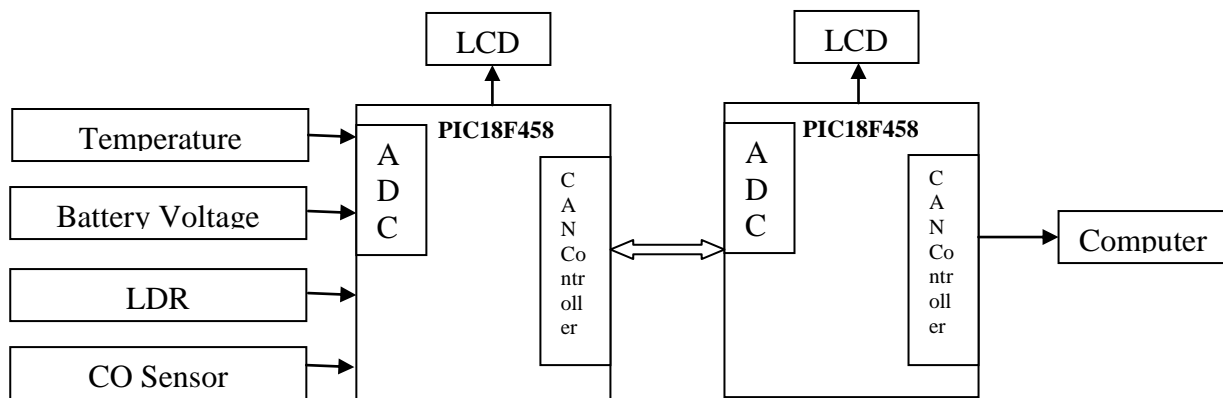 LCD
LCD
PIC18F458
PIC18F458
Temperature
Battery Voltage
LDR
CO Sensor
A
D
C
C
A
N
Co
ntr
oll
er
A
D
C
C
A
N
Co
ntr
oll
er
Computer